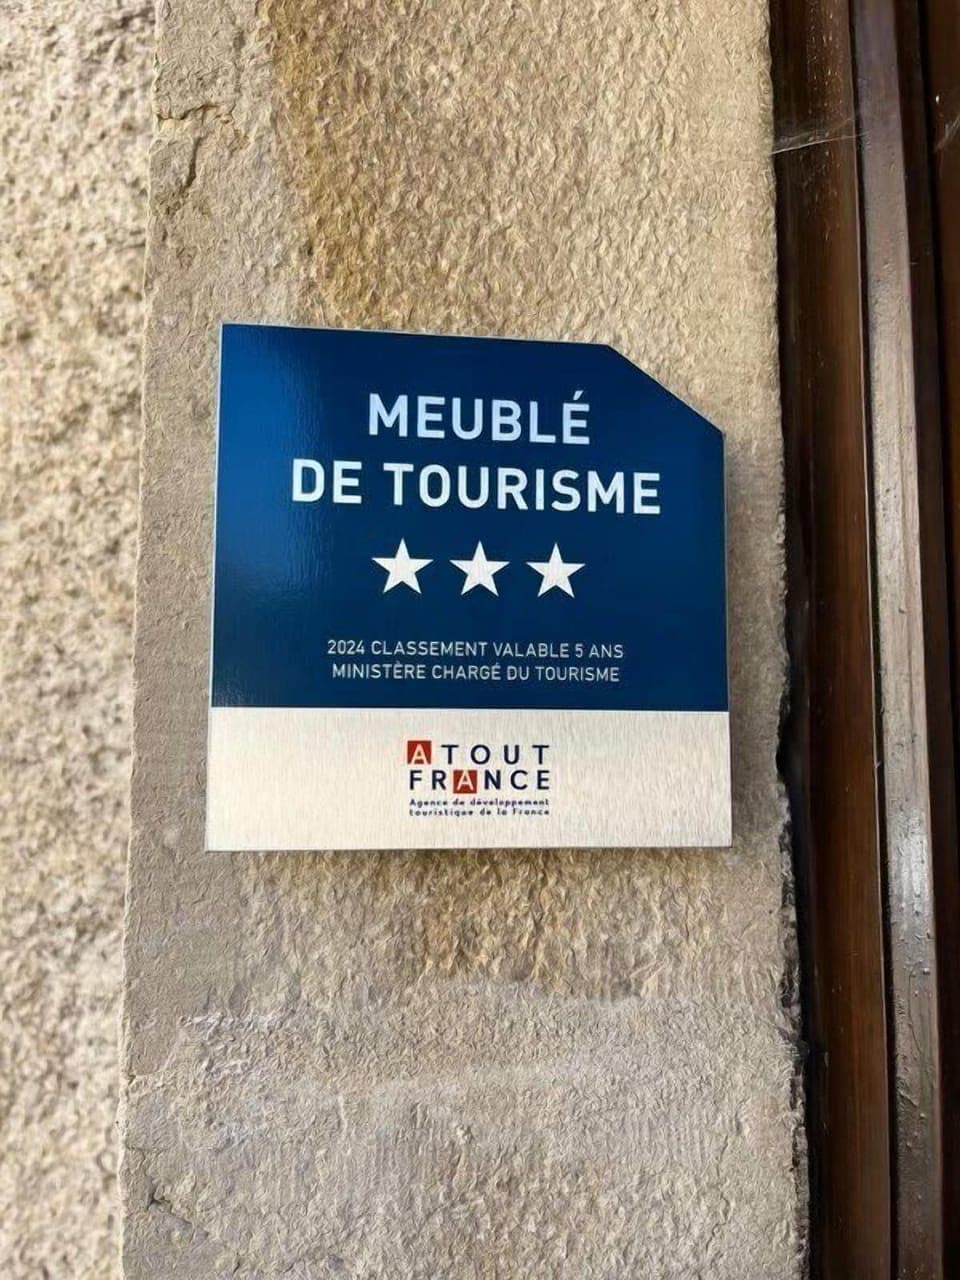 MEUBLÉ
DE TOURISME
2024 CLASSEMENT VALABLE 5 ANS
MINISTÈRE CHARGÉ DU TOURISME
ATOUT
FRANCE
Agence de développement
touristique de la France